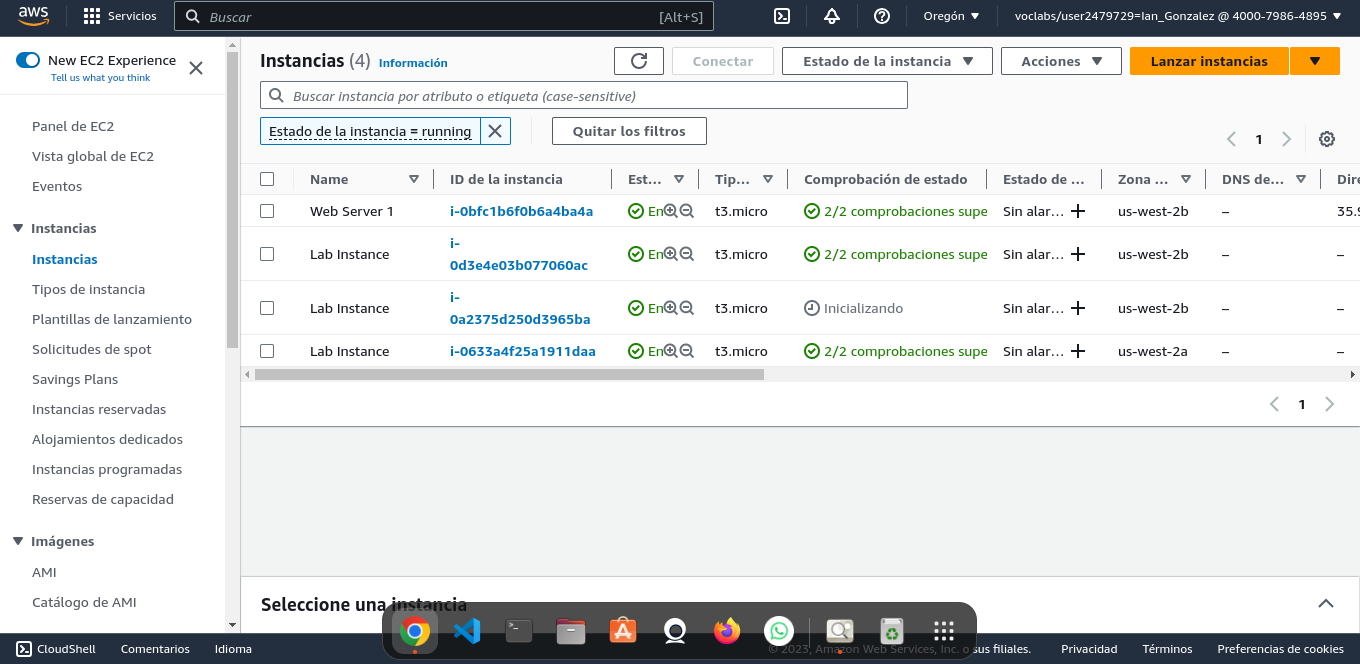 aws
Servicios
Buscar
[Alt+S]
Oregón
voclabs/user2479729=Ian_Gonzalez @ 4000-7986-4895
New EC2 Experience
Tell us what you think
Panel de EC2
Vista global de EC2
Eventos
Instancias
Instancias
Tipos de instancia
Plantillas de lanzamiento
Solicitudes de spot
Savings Plans
Instancias reservadas
Alojamientos dedicados
Instancias programadas
Reservas de capacidad
Imágenes
AMI
Catálogo de AMI
Instancias (4) Información
Conectar
Estado de la instancia
Acciones
Lanzar instancias
Buscar instancia por atributo o etiqueta (case-sensitive)
Estado de la instancia = running
Quitar los filtros
1
Name ID de la instancia Est... Tip... Comprobación de estado Estado de ... Zona ... DNS de... Dire
Web Server 1 i-0bfc1b6f0b6a4ba4a En t3.micro 2/2 comprobaciones supe Sin alar... us-west-2b – 35.9
Lab Instance i-
0d3e4e03b077060ac En t3.micro 2/2 comprobaciones supe Sin alar... us-west-2b – –
Lab Instance i-
0a2375d250d3965ba En t3.micro Inicializando Sin alar... us-west-2b – –
Lab Instance i-0633a4f25a1911daa En t3.micro 2/2 comprobaciones supe Sin alar... us-west-2a – –
1
Seleccione una instancia
CloudShell
Comentarios
Idioma
© 2023, Amazon Web Services, Inc. o sus filiales.
Privacidad
Términos
Preferencias de cookies